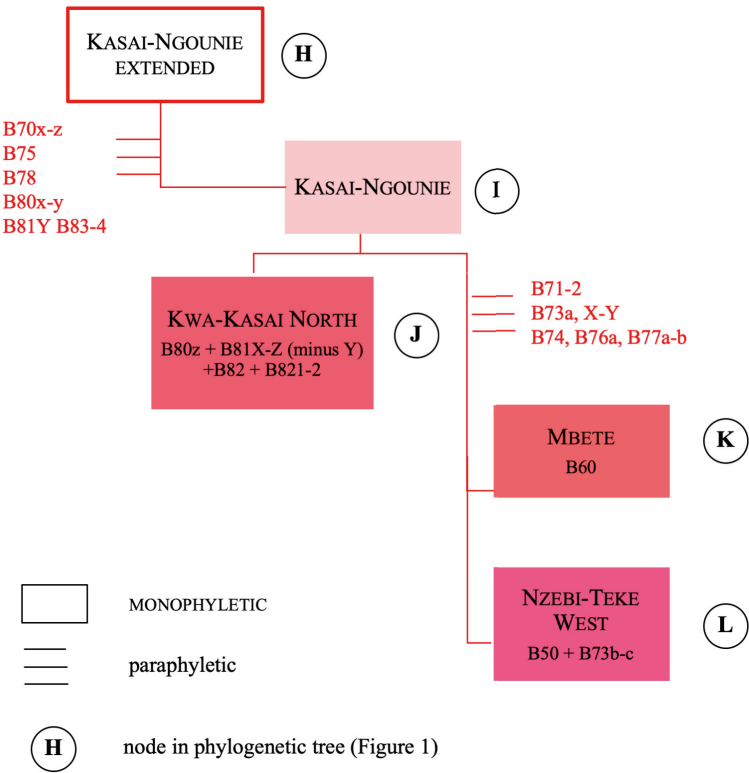 KASAI-NGOUNIE
EXTENDED
H
B70x-z
B75
B78
B80x-y
B81Y B83-4
KASAI-NGOUNIE
I
KWA-KASAI NORTH
B80z + B81X-Z (minus Y)
+B82 + B821-2
J
B71-2
B73a, X-Y
B74, B76a, B77a-b
MBETE
B60
K
NZEBI-TEKE
WEST
B50 + B73b-c
L
MONOPHYLETIC
paraphyletic
H
node in phylogenetic tree (Figure 1)